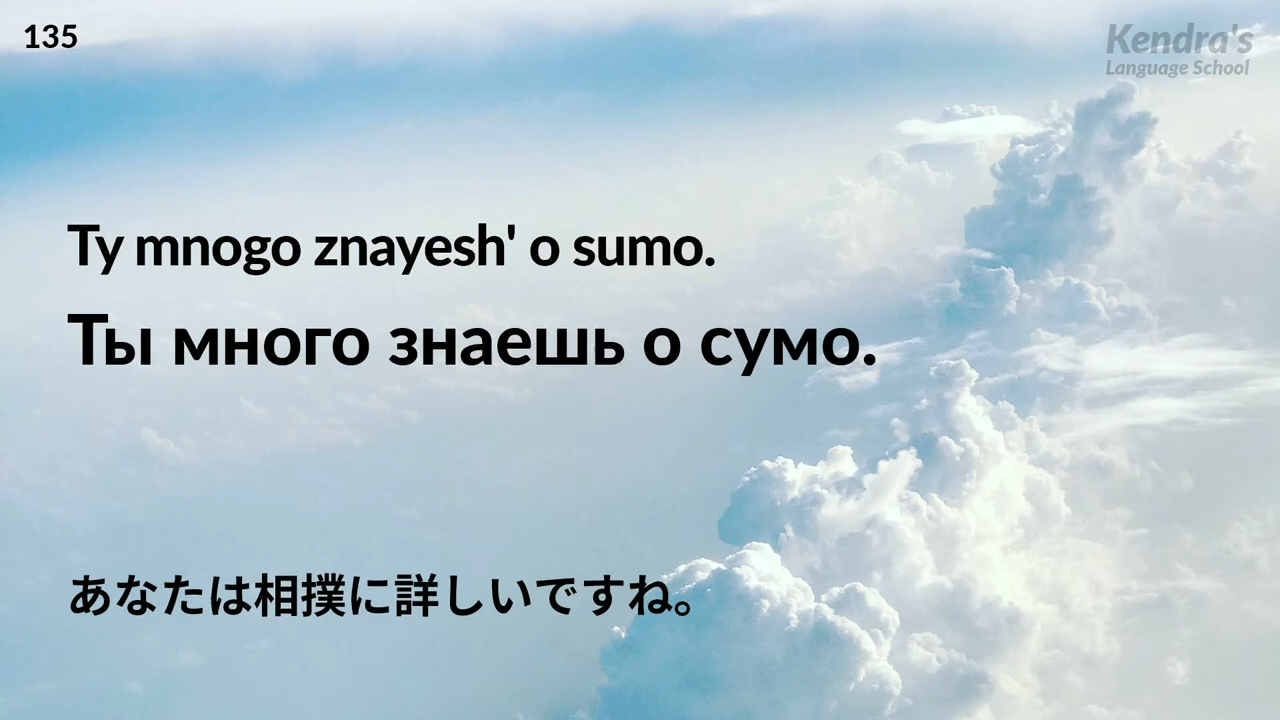 135
Kendra's
Language School
Ty mnogo znayesh' o sumo.
Ты много знаешь о сумо.
あなたは相撲に詳しいですね。